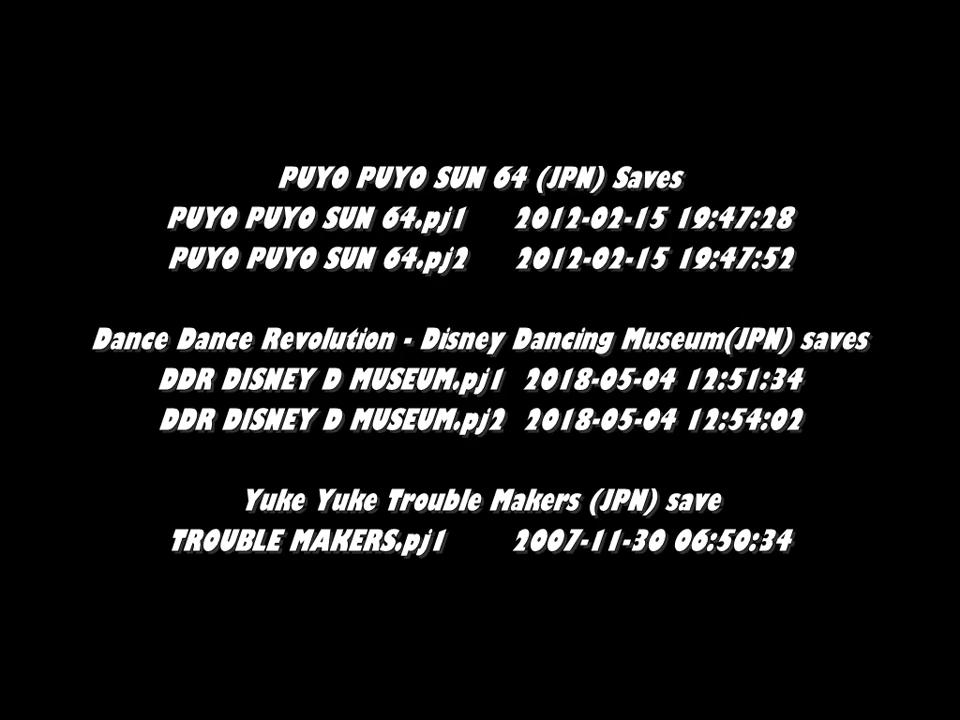 PUYO PUYO SUN 64 (JPN) Saves
PUYO PUYO SUN 64.pj1 2012-02-15 19:47:28
PUYO PUYO SUN 64.pj2 2012-02-15 19:47:52
Dance Dance Revolution - Disney Dancing Museum(JPN) saves
DDR DISNEY D MUSEUM.pj1 2018-05-04 12:51:34
DDR DISNEY D MUSEUM.pj2 2018-05-04 12:54:02
Yuke Yuke Trouble Makers (JPN) save
TROUBLE MAKERS.pj1 2007-11-30 06:50:34